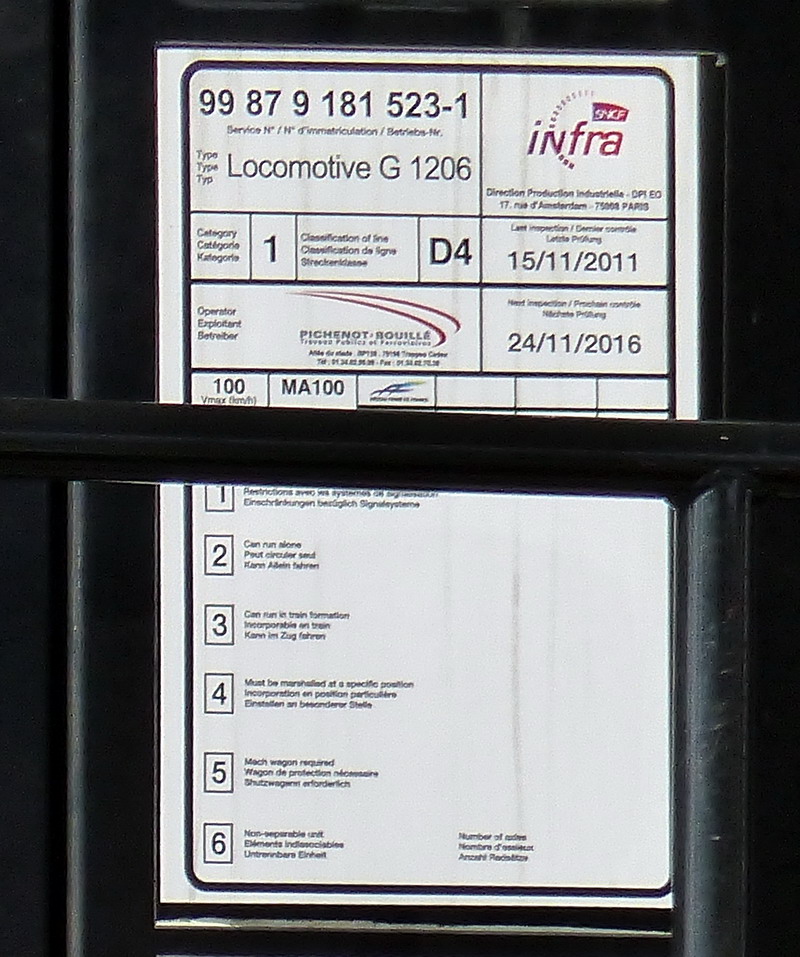 99 87 9 181 523-1
Service N° / N° d'immatriculation / Betriebs-Nr.
Type
Type
Typ
Locomotive G 1206
SNCF
infra
Direction Production Industrielle - DPI EO
17, rue d'Amsterdam - 75008 PARIS
Category
Catégorie
Kategorie
1
Classification of line
Classification de ligne
Streckenklasse
D4
Last inspection / Dernier contrôle
Letzte Prüfung
15/11/2011
Operator
Exploitant
Betreiber
PICHENOT-BOUILLÉ
Travaux Publics et Ferroviaires
Next inspection / Prochain contrôle
Nächste Prüfung
24/11/2016
100
Vmax (km/h)
MA100
1
Restrictions avec les systèmes de signalisation
Einschränkungen bezüglich Signalsysteme
2
Can run alone
Peut circuler seul
Kann Allein fahren
3
Can run in train formation
Incorporable en train
Kann im Zug fahren
4
Must be marshalled at a specific position
Incorporation en position particulière
Einstellen an besonderer Stelle
5
Mach wagon required
Wagon de protection nécessaire
Shutzwagenn erforderlich
6
Non-separable unit
Eléments indissociables
Untrennbare Einheit
Number of axles
Nombre d'essieux
Anzahl Radsätze